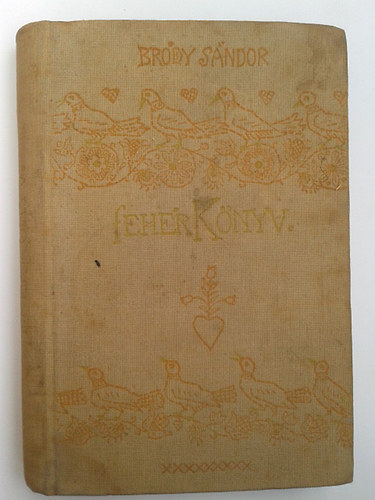 BRÓDY SÁNDOR
FEHÉR KÖNYV.